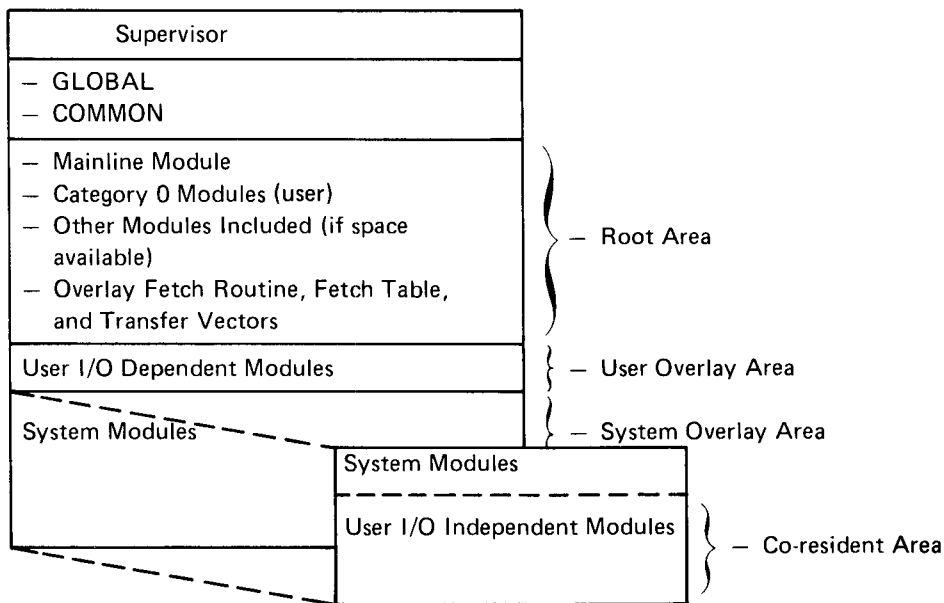 Supervisor
– GLOBAL
– COMMON
– Mainline Module
– Category 0 Modules (user)
– Other Modules Included (if space
available)
– Overlay Fetch Routine, Fetch Table,
and Transfer Vectors
– Root Area
User I/O Dependent Modules
– User Overlay Area
System Modules
– System Overlay Area
System Modules
User I/O Independent Modules
– Co-resident Area